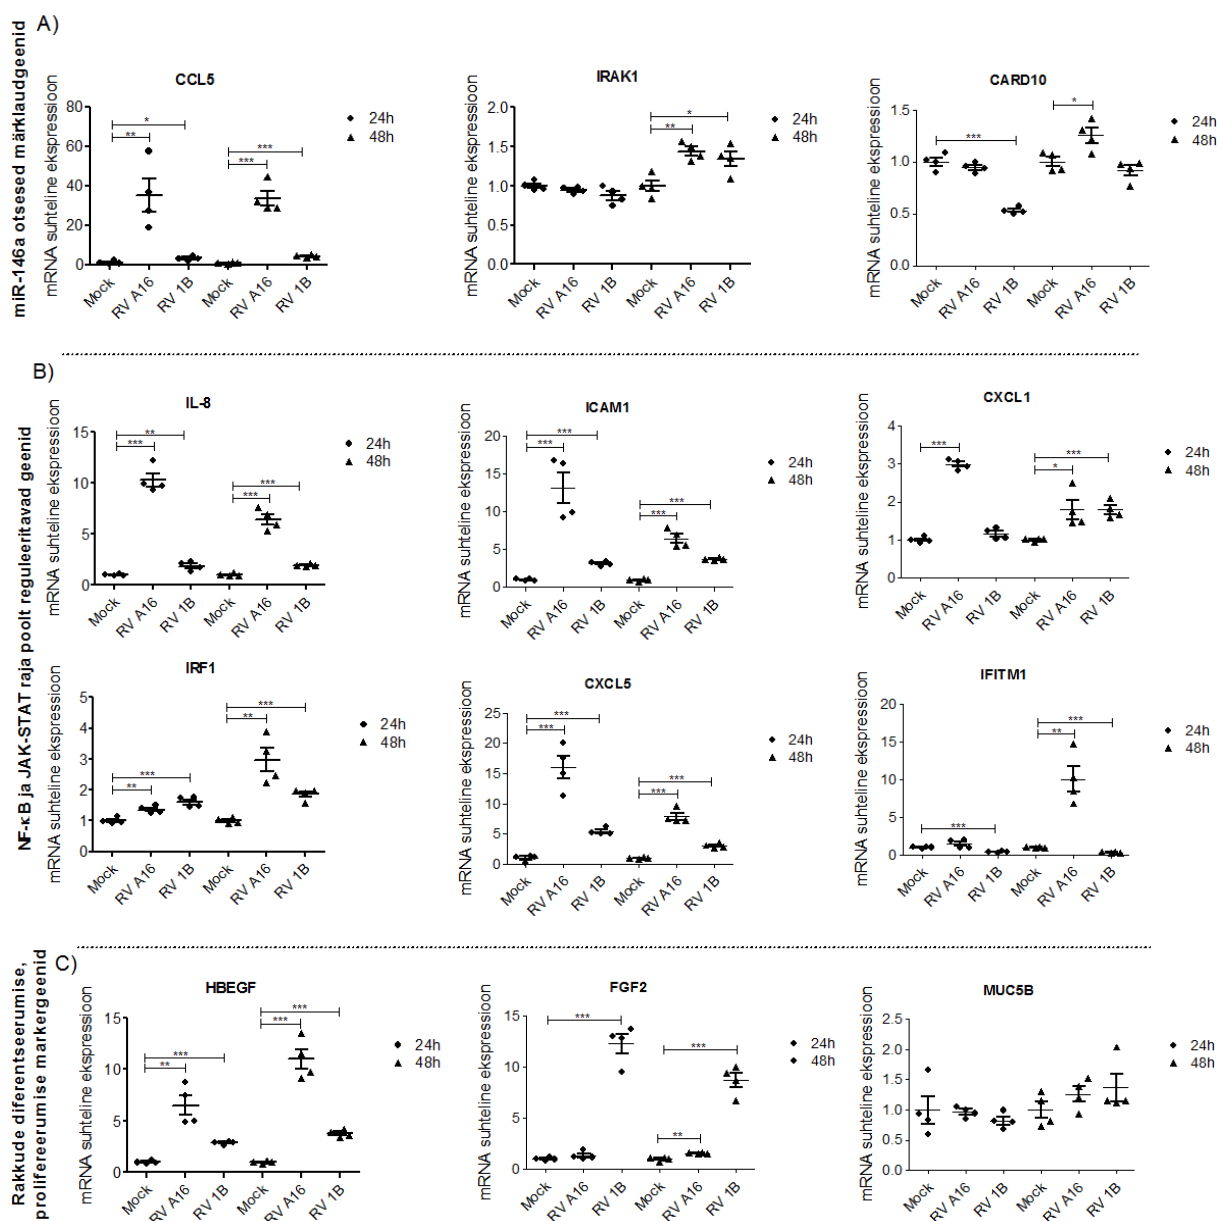 A)
miR-146a otsesed märklaudgeenid
CCL5
mRNA suhteline ekspressioon
80
60
40
20
0
* ** *** ***
Mock RV A16 RV 1B Mock RV A16 RV 1B
24h
48h
IRAK1
mRNA suhteline ekspressioon
2.0
1.5
1.0
0.5
0.0
* **
Mock RV A16 RV 1B Mock RV A16 RV 1B
24h
48h
CARD10
mRNA suhteline ekspressioon
1.5
1.0
0.5
0.0
*** *
Mock RV A16 RV 1B Mock RV A16 RV 1B
24h
48h
B)
NF-κB ja JAK-STAT raja poolt reguleeritavad geenid
IL-8
mRNA suhteline ekspressioon
15
10
5
0
** *** *** ***
Mock RV A16 RV 1B Mock RV A16 RV 1B
24h
48h
ICAM1
mRNA suhteline ekspressioon
20
15
10
5
0
*** *** *** ***
Mock RV A16 RV 1B Mock RV A16 RV 1B
24h
48h
CXCL1
mRNA suhteline ekspressioon
4
3
2
1
0
*** *** *
Mock RV A16 RV 1B Mock RV A16 RV 1B
24h
48h
IRF1
mRNA suhteline ekspressioon
5
4
3
2
1
0
*** ** *** **
Mock RV A16 RV 1B Mock RV A16 RV 1B
24h
48h
CXCL5
mRNA suhteline ekspressioon
25
20
15
10
5
0
*** *** *** ***
Mock RV A16 RV 1B Mock RV A16 RV 1B
24h
48h
IFITM1
mRNA suhteline ekspressioon
20
15
10
5
0
*** *** **
Mock RV A16 RV 1B Mock RV A16 RV 1B
24h
48h
C)
Rakkude diferentseerumise,
prolifereerumise markergeenid
HBEGF
mRNA suhteline ekspressioon
15
10
5
0
*** ** *** ***
Mock RV A16 RV 1B Mock RV A16 RV 1B
24h
48h
FGF2
mRNA suhteline ekspressioon
15
10
5
0
*** *** **
Mock RV A16 RV 1B Mock RV A16 RV 1B
24h
48h
MUC5B
mRNA suhteline ekspressioon
2.5
2.0
1.5
1.0
0.5
0.0
Mock RV A16 RV 1B Mock RV A16 RV 1B
24h
48h